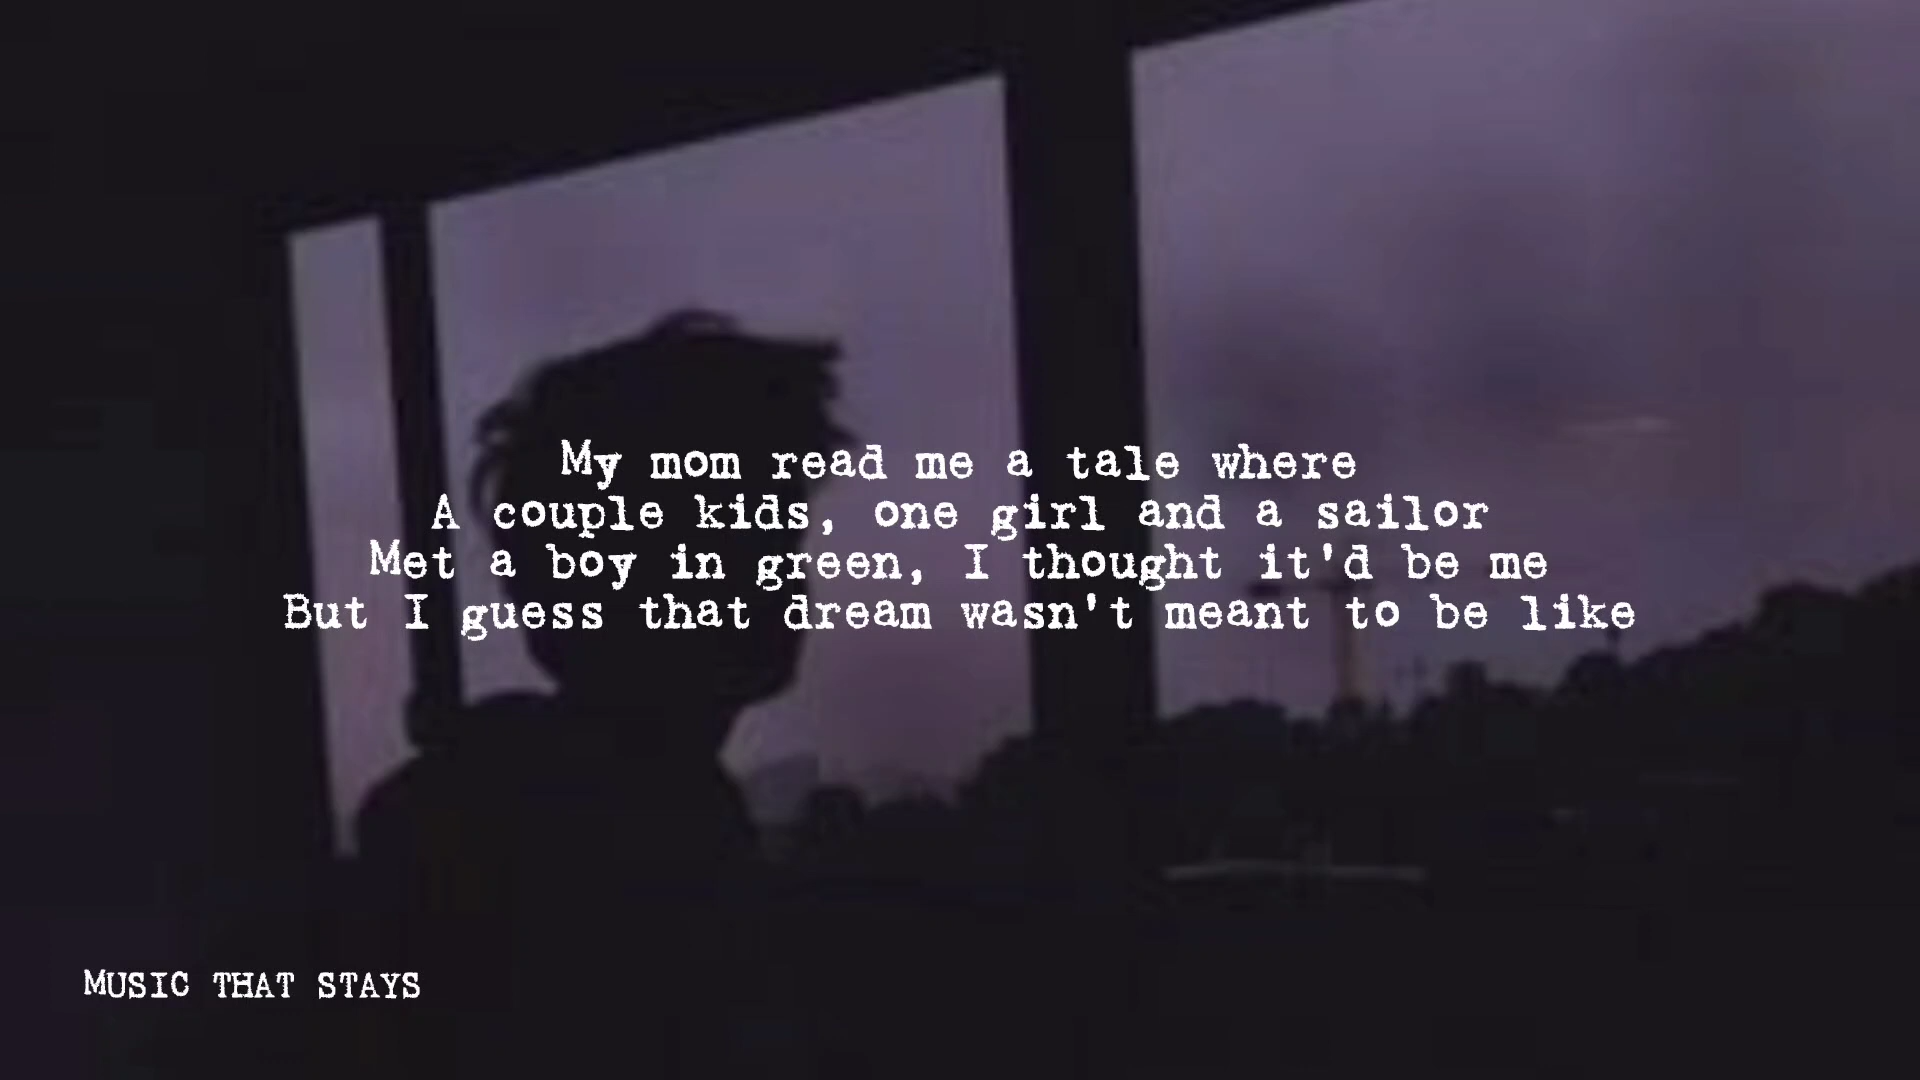 My mom read me a tale where
A couple kids, one girl and a sailor
Met a boy in green, I thought it'd be me
But I guess that dream wasn't meant to be like
MUSIC THAT STAYS